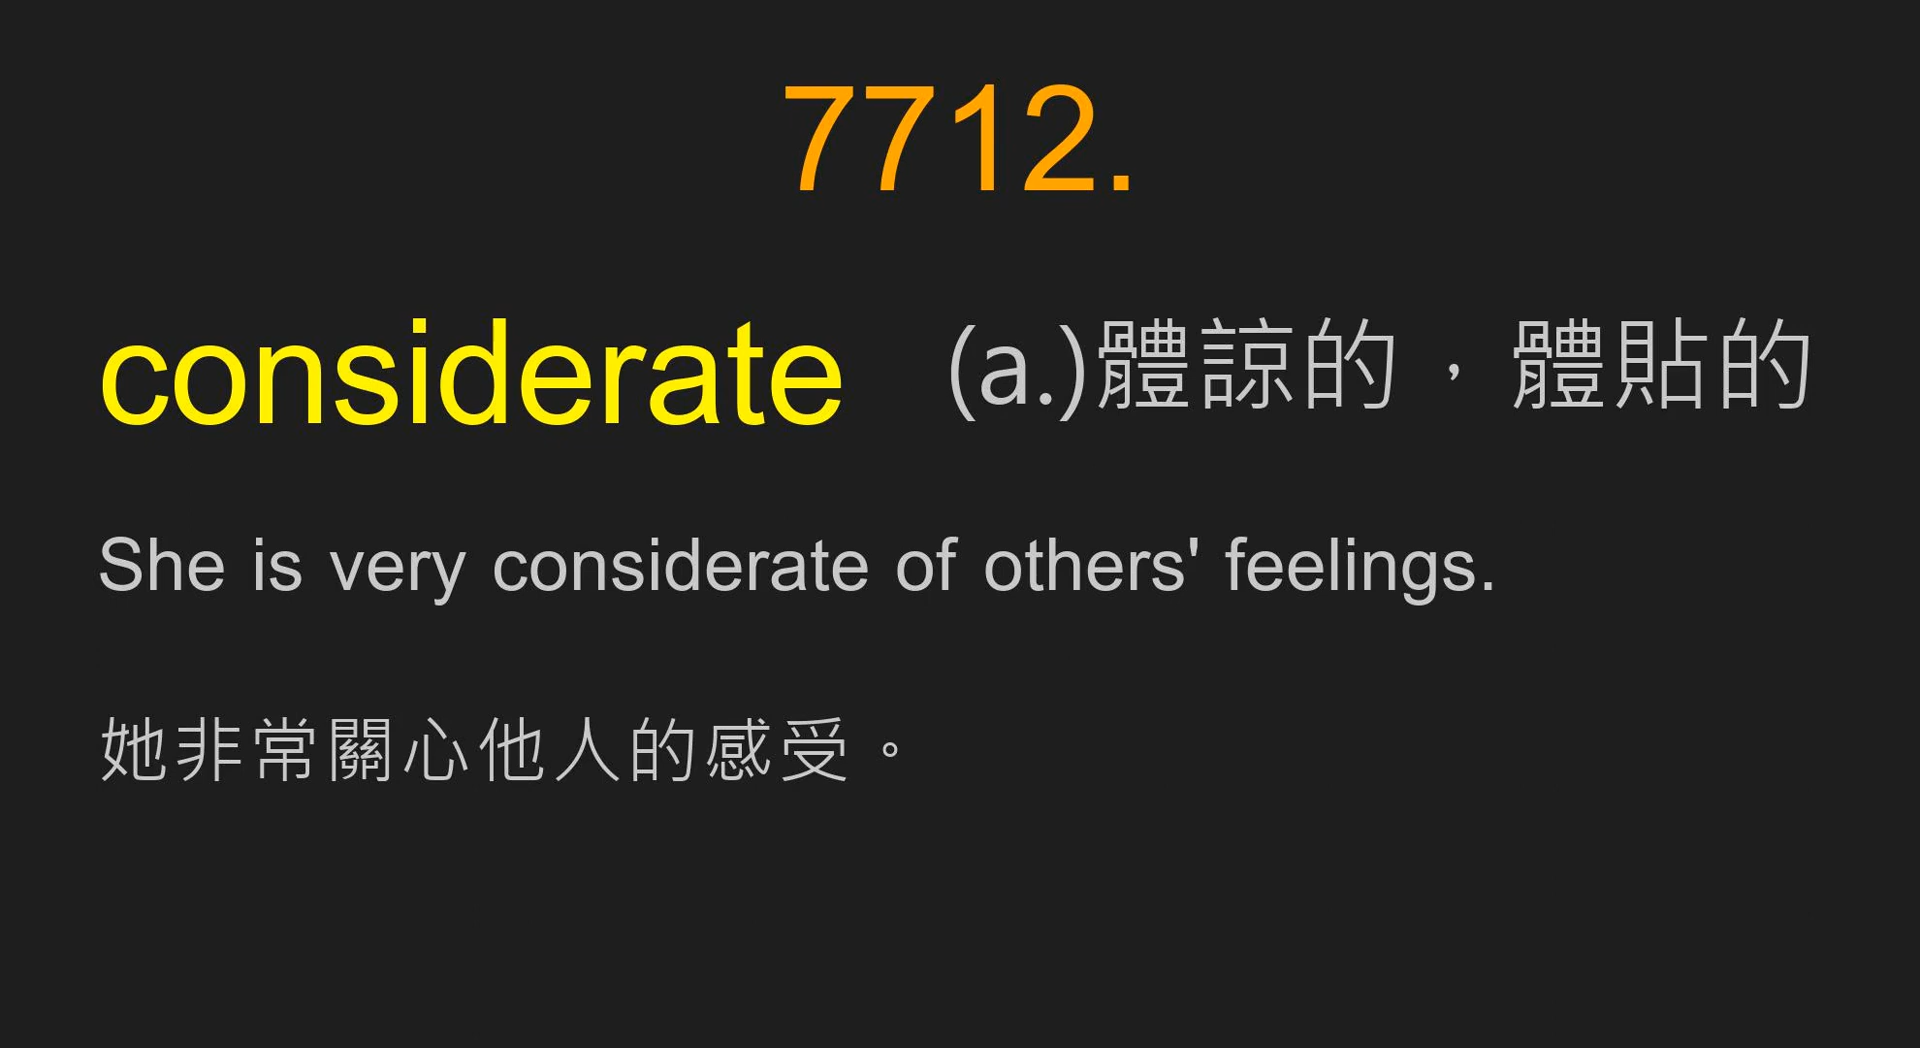 7712.
considerate (a.)體諒的，體貼的
She is very considerate of others' feelings.
她非常關心他人的感受。